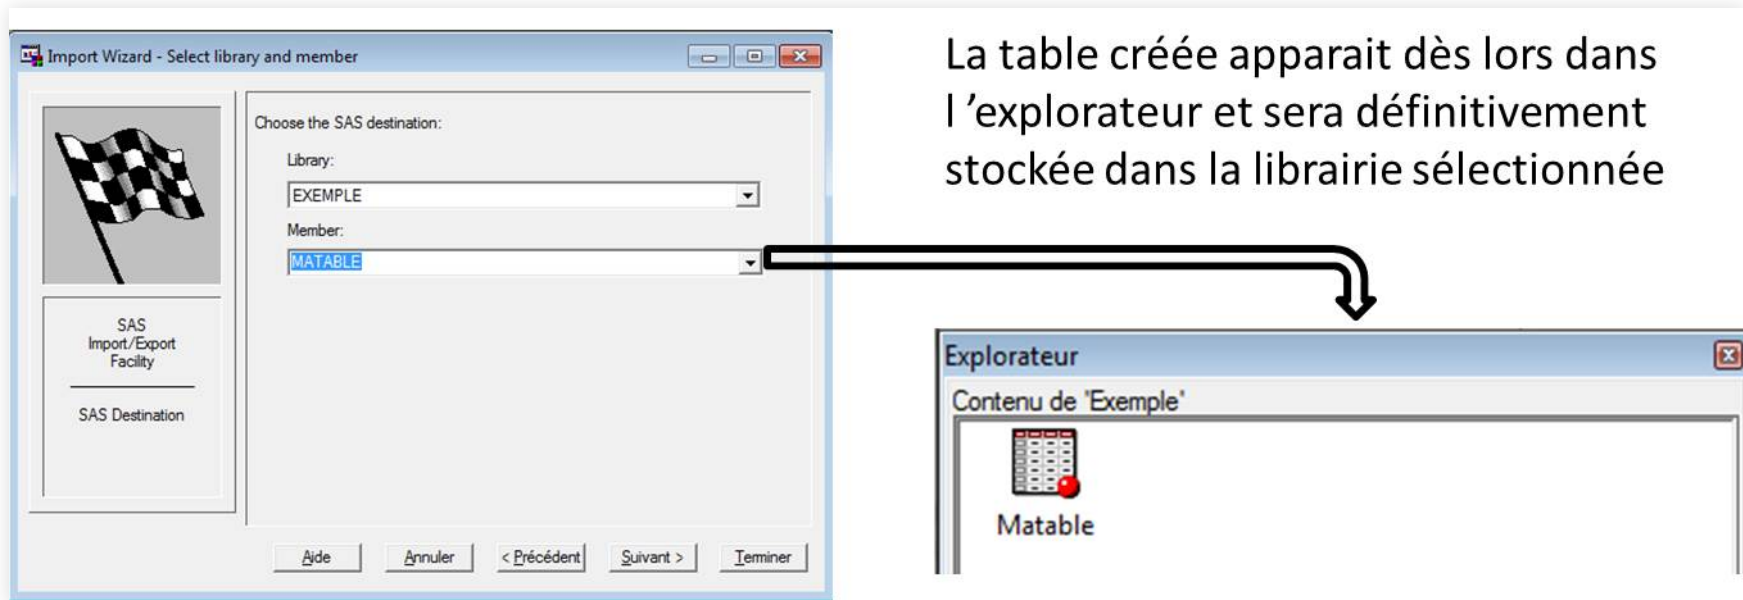 Import Wizard - Select library and member
Choose the SAS destination:
Library:
EXEMPLE
Member:
MATABLE
SAS
Import/Export
Facility
SAS Destination
Aide
Annuler
< Précédent
Suivant >
Terminer
La table créée apparait dès lors dans
l ’explorateur et sera définitivement
stockée dans la librairie sélectionnée
Explorateur
Contenu de 'Exemple'
Matable